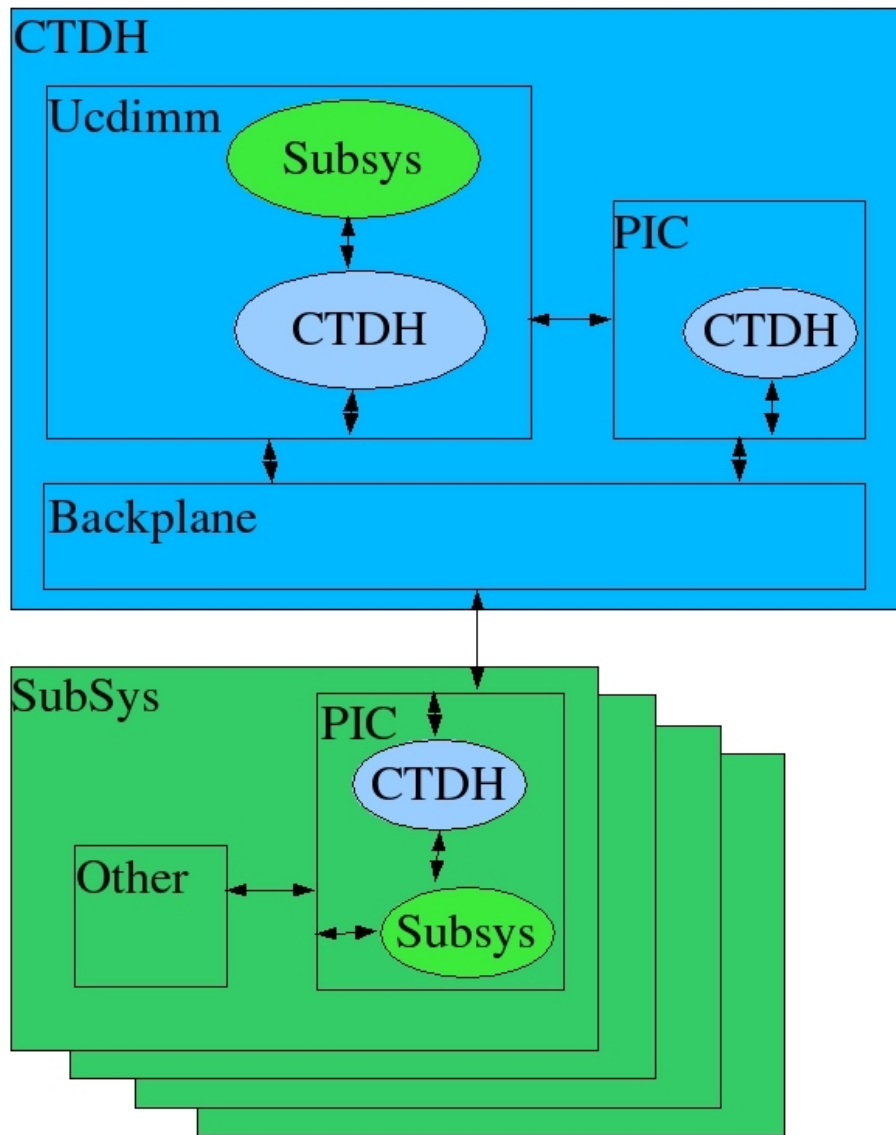 CTDH
Ucdimm
Subsys
CTDH
PIC
CTDH
Backplane
SubSys
PIC
CTDH
Other
Subsys